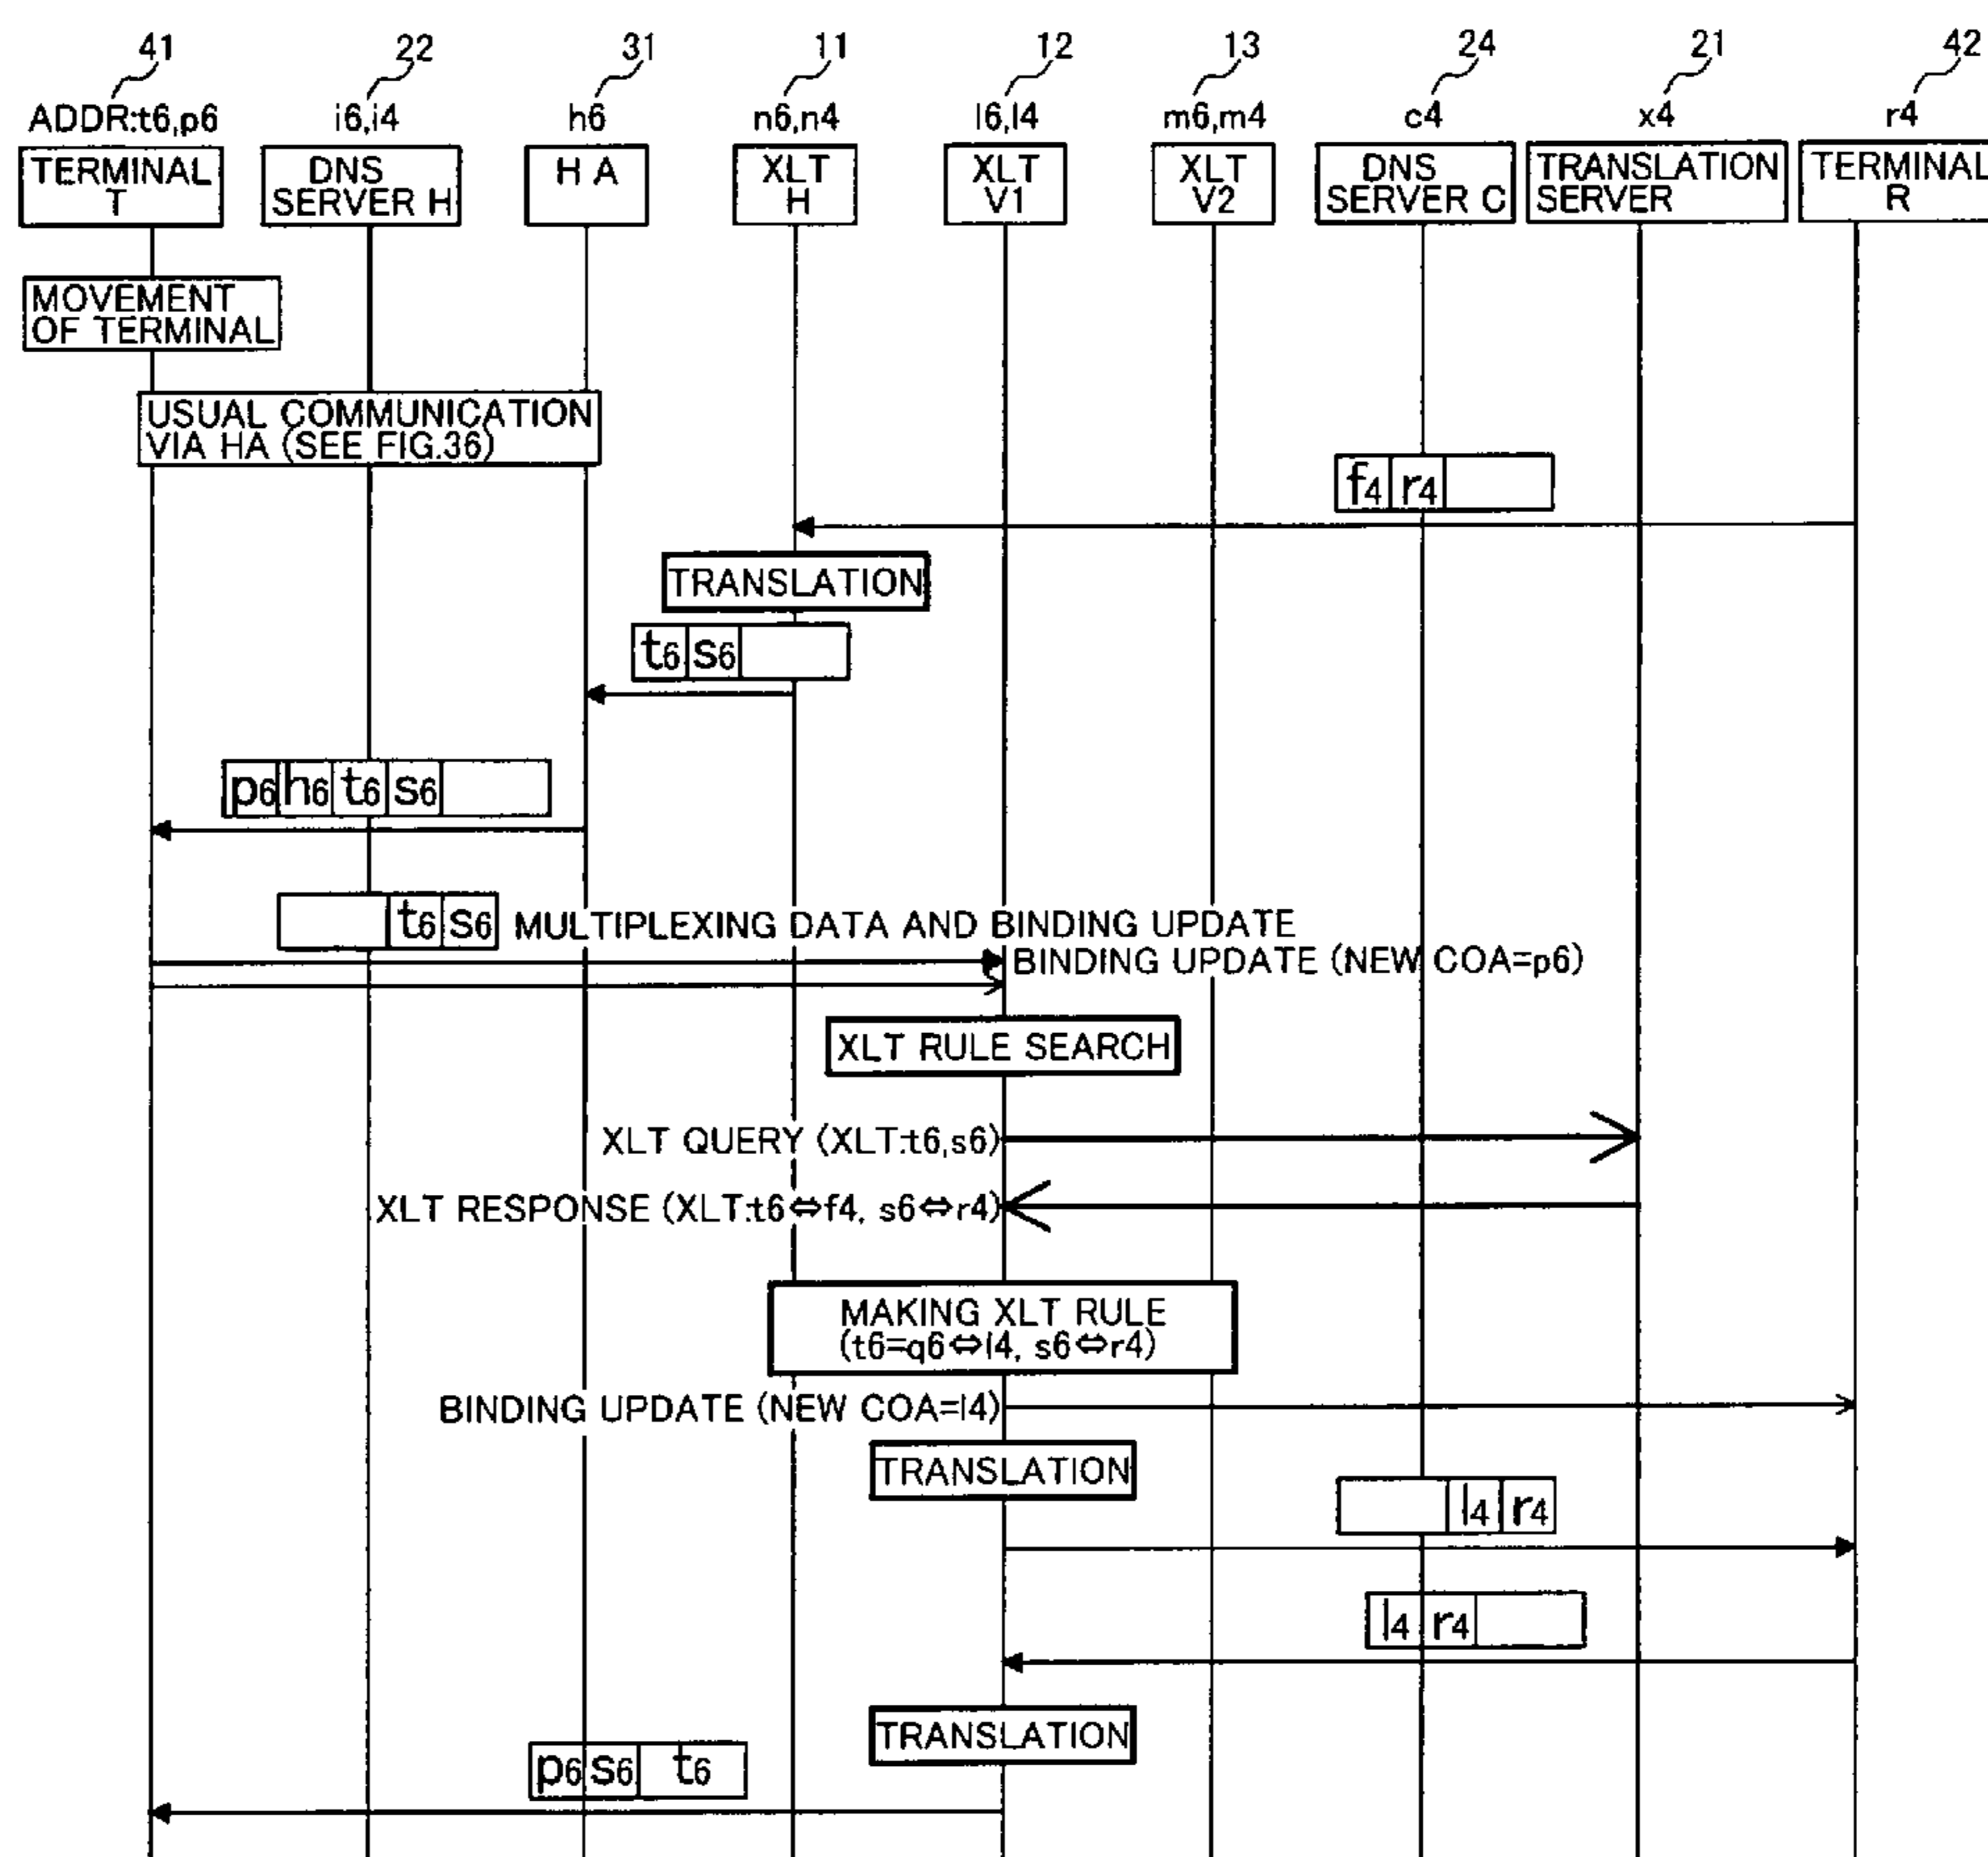 41 22 31 11 12 13 24 21 42
ADDR:t6,p6 i6,i4 h6 n6,n4 l6,l4 m6,m4 c4 x4 r4
TERMINAL
T
DNS
SERVER H
H A
XLT
H
XLT
V1
XLT
V2
DNS
SERVER C
TRANSLATION
SERVER
TERMINAL
R
MOVEMENT
OF TERMINAL
USUAL COMMUNICATION
VIA HA (SEE FIG.36)
f4 r4
TRANSLATION
t6 s6
p6 h6 t6 s6
t6 s6 MULTIPLEXING DATA AND BINDING UPDATE
BINDING UPDATE (NEW COA=p6)
XLT RULE SEARCH
XLT QUERY (XLT:t6,s6)
XLT RESPONSE (XLT:t6⇔f4, s6⇔r4)
MAKING XLT RULE
(t6=q6⇔l4, s6⇔r4)
BINDING UPDATE (NEW COA=l4)
TRANSLATION
l4 r4
l4 r4
TRANSLATION
p6 s6 t6